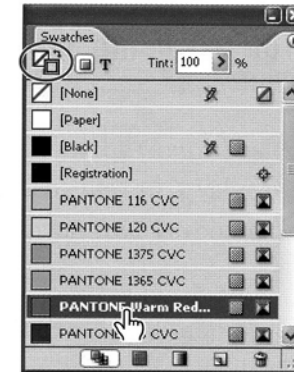 Swatches
T Tint: 100 %
[None]
[Paper]
[Black]
[Registration]
PANTONE 116 CVC
PANTONE 120 CVC
PANTONE 1375 CVC
PANTONE 1365 CVC
PANTONE Warm Red...
PANTONE CVC